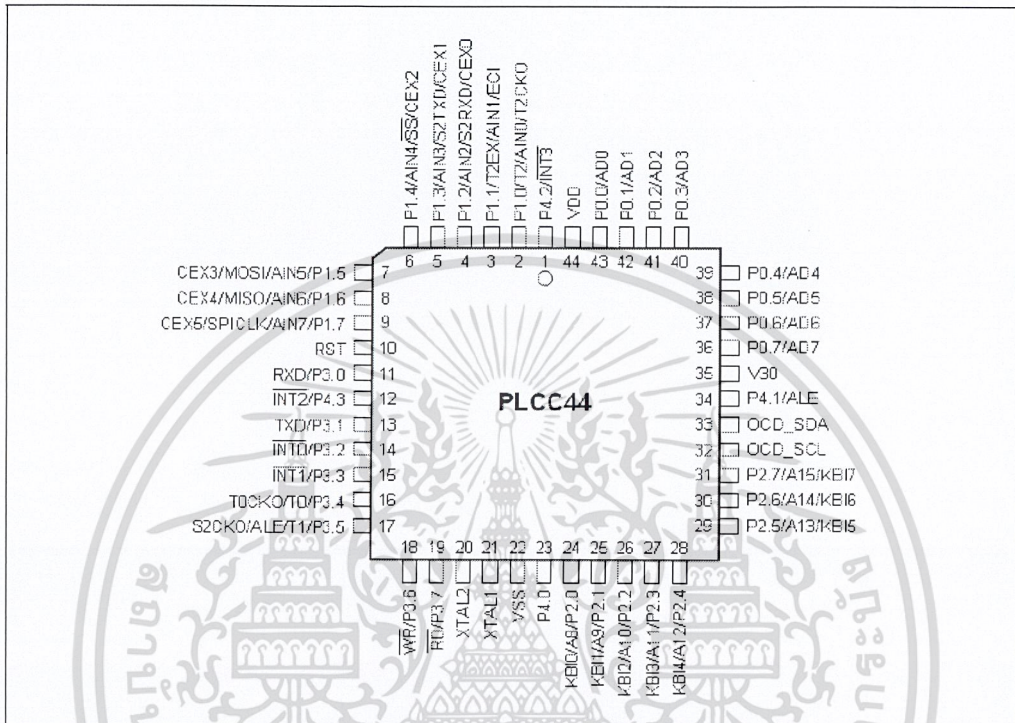 P1.4/AIN4/S̅S̅/CEX2
P1.3/AIN3/S2TXD/CEX1
P1.2/AIN2/S2RXD/CEX0
P1.1/T2EX/AIN1/ECI
P1.0/T2/AIN0/T2CKO
P4.2/I̅N̅T̅3̅
VDD
P0.0/AD0
P0.1/AD1
P0.2/AD2
P0.3/AD3
6 5 4 3 2 1 44 43 42 41 40
CEX3/MOSI/AIN5/P1.5 7
CEX4/MISO/AIN6/P1.6 8
CEX5/SPICLK/AIN7/P1.7 9
RST 10
RXD/P3.0 11
I̅N̅T̅2̅/P4.3 12
TXD/P3.1 13
I̅N̅T̅0̅/P3.2 14
I̅N̅T̅1̅/P3.3 15
T0CKO/T0/P3.4 16
S2CKO/ALE/T1/P3.5 17
PLCC44
39 P0.4/AD4
38 P0.5/AD5
37 P0.6/AD6
36 P0.7/AD7
35 V30
34 P4.1/ALE
33 OCD_SDA
32 OCD_SCL
31 P2.7/A15/KBI7
30 P2.6/A14/KBI6
29 P2.5/A13/KBI5
18 19 20 21 22 23 24 25 26 27 28
W̅R̅/P3.6
R̅D̅/P3.7
XTAL2
XTAL1
VSS
P4.0
KBI0/A8/P2.0
KBI1/A9/P2.1
KBI2/A10/P2.2
KBI3/A11/P2.3
KBI4/A12/P2.4